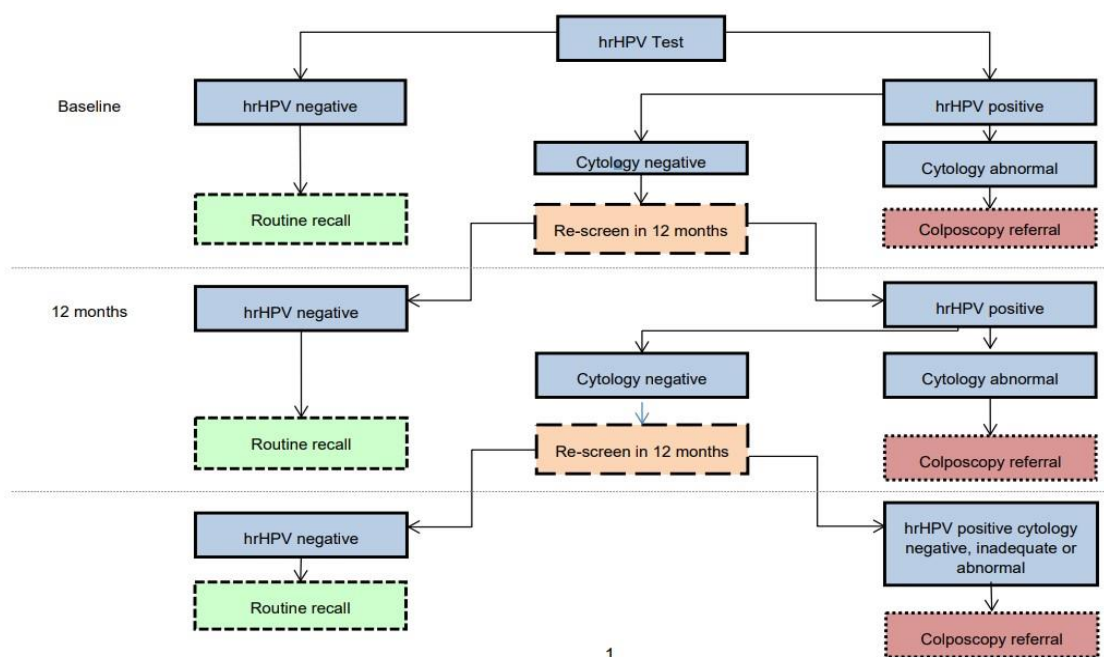 hrHPV Test
Baseline
hrHPV negative
hrHPV positive
Cytology negative
Cytology abnormal
Routine recall
Re-screen in 12 months
Colposcopy referral
12 months
hrHPV negative
hrHPV positive
Cytology negative
Cytology abnormal
Routine recall
Re-screen in 12 months
Colposcopy referral
hrHPV negative
hrHPV positive cytology
negative, inadequate or
abnormal
Routine recall
Colposcopy referral
1